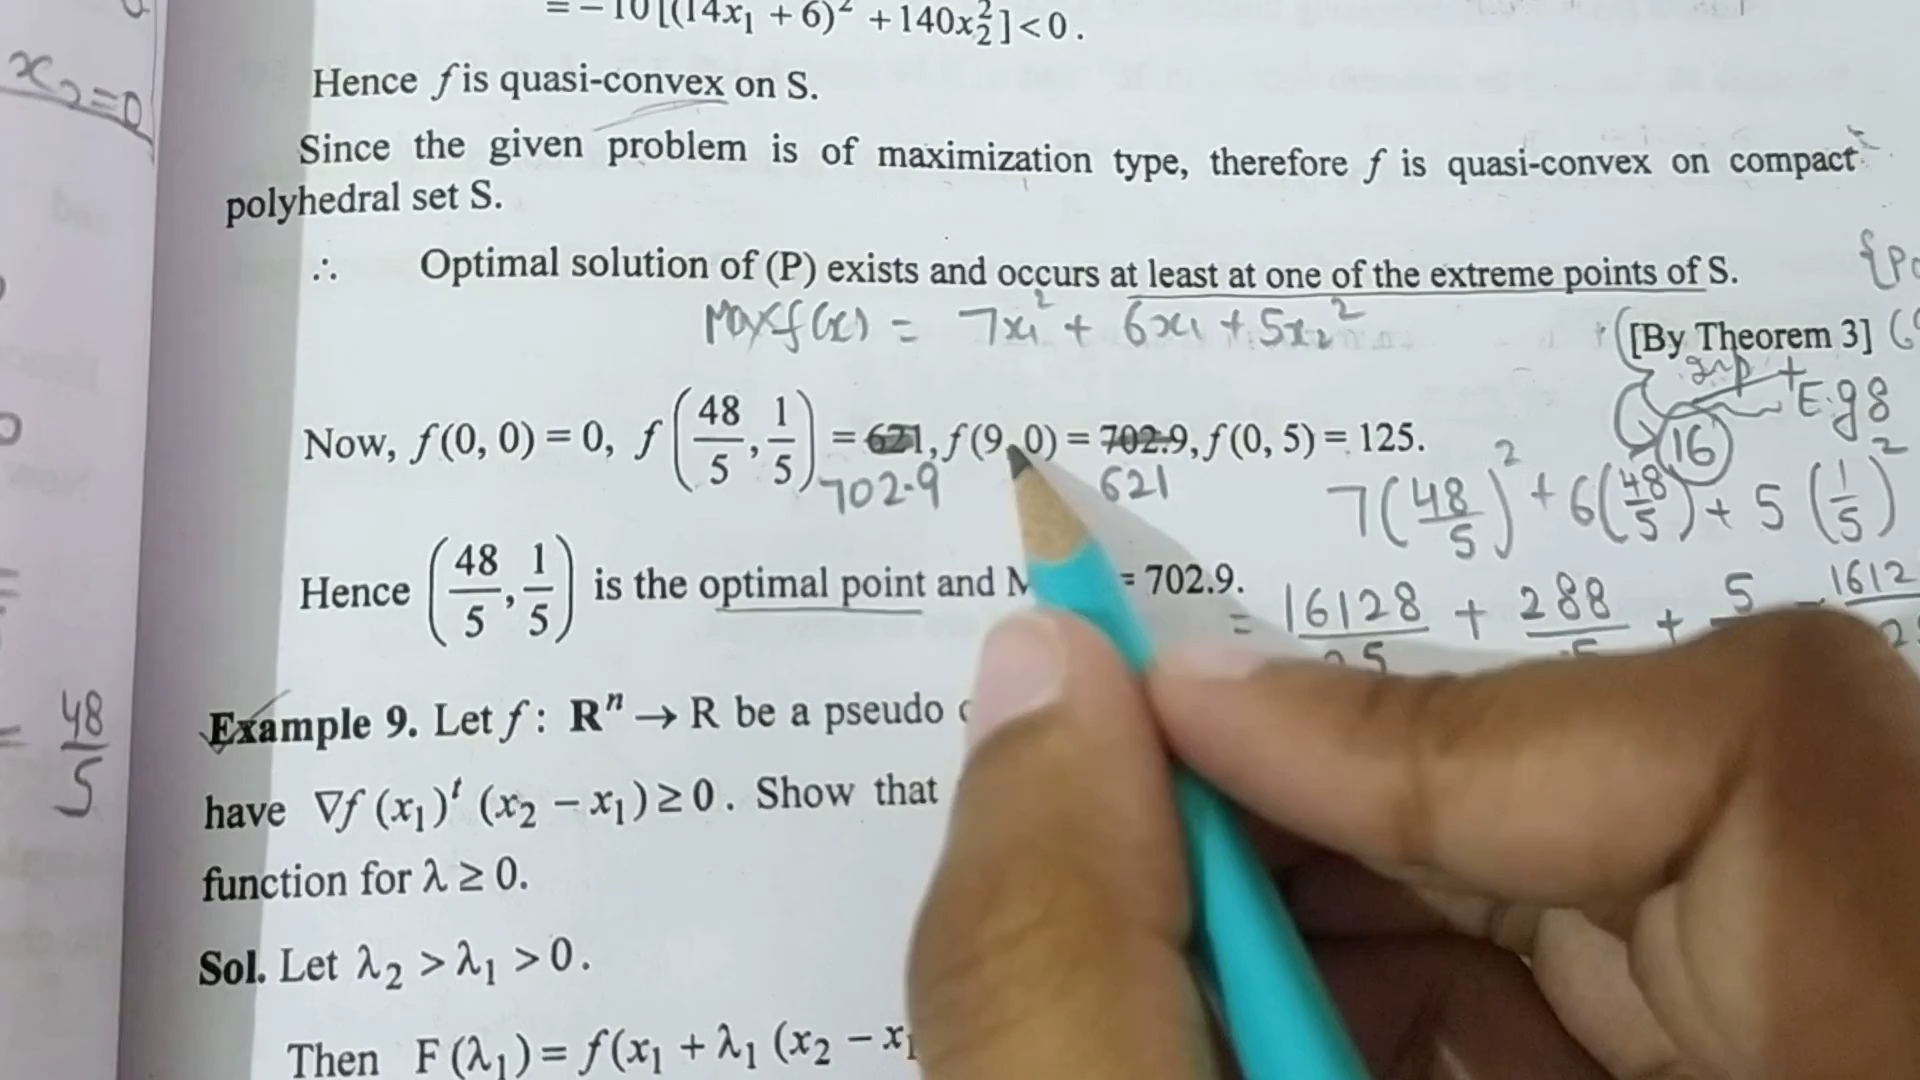 = −10[(14x₁ + 6)² + 140x₂²] < 0.
x₂=0
Hence f is quasi-convex on S.
Since the given problem is of maximization type, therefore f is quasi-convex on compact
polyhedral set S.
∴ Optimal solution of (P) exists and occurs at least at one of the extreme points of S.
Max f(x) = 7x₁² + 6x₁ + 5x₂²
[By Theorem 3]
imp
E.g 8
16
Now, f(0, 0) = 0, f(48/5, 1/5) = 621, f(9, 0) = 702.9, f(0, 5) = 125.
702.9 621
7(48/5)² + 6(48/5) + 5(1/5)²
Hence (48/5, 1/5) is the optimal point and = 702.9.
= 16128/25 + 288/5 + 5
= 48/5
Example 9. Let f : Rⁿ → R be a pseudo
have ∇f (x₁)ᵗ (x₂ − x₁) ≥ 0. Show that
function for λ ≥ 0.
Sol. Let λ₂ > λ₁ > 0.
Then F(λ₁) = f(x₁ + λ₁ (x₂ − x₁